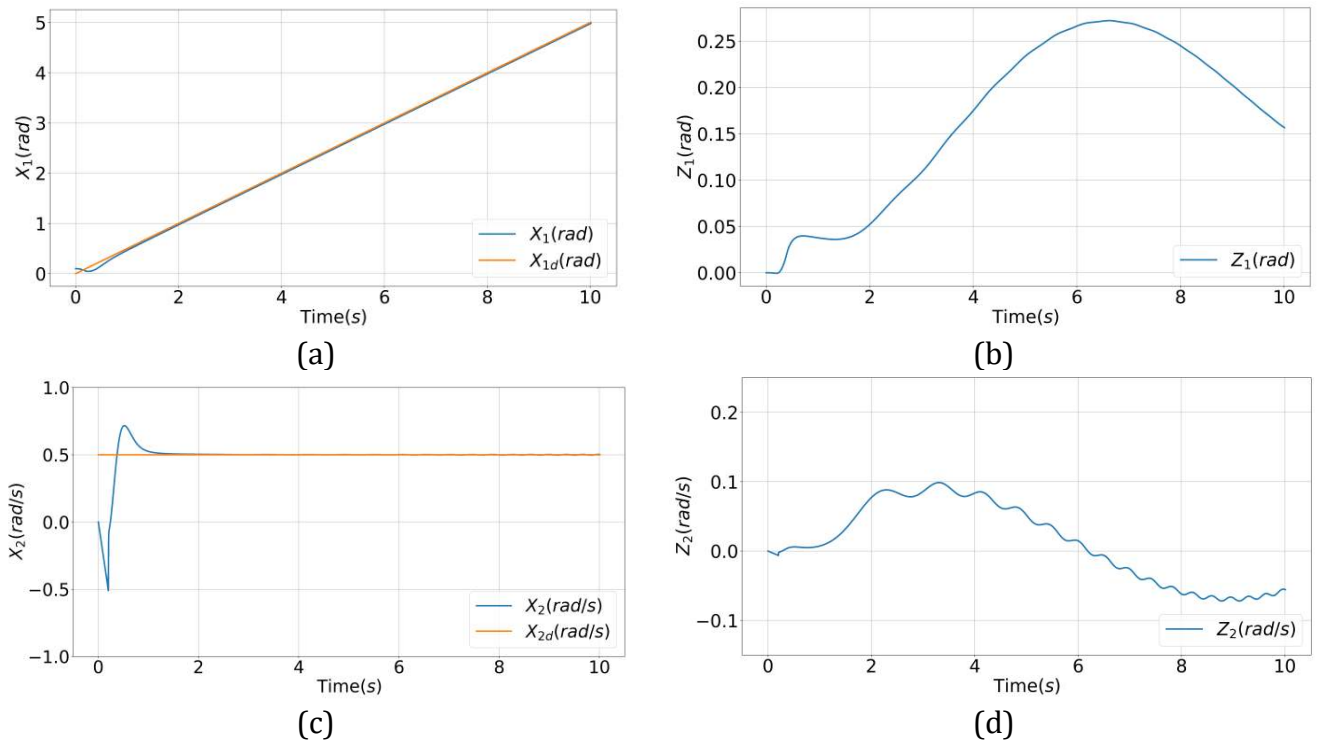 5
4
3
2
1
0
X₁(rad)
X₁(rad)
X₁d(rad)
0 2 4 6 8 10
Time(s)
(a)
0.25
0.20
0.15
0.10
0.05
0.00
Z₁(rad)
Z₁(rad)
0 2 4 6 8 10
Time(s)
(b)
1.0
0.5
0.0
−0.5
−1.0
X₂(rad/s)
X₂(rad/s)
X₂d(rad/s)
0 2 4 6 8 10
Time(s)
(c)
0.2
0.1
0.0
−0.1
Z₂(rad/s)
Z₂(rad/s)
0 2 4 6 8 10
Time(s)
(d)